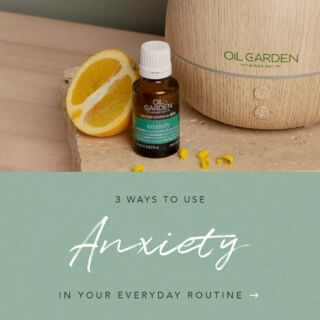 OIL GARDEN
OIL
GARDEN
anxiety
3 WAYS TO USE
Anxiety
IN YOUR EVERYDAY ROUTINE →